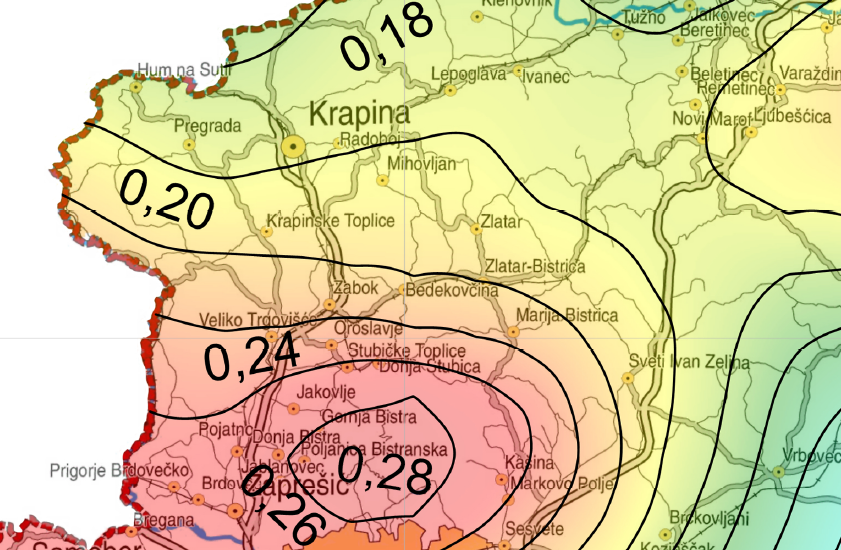 Klenovnik
0,18
Tužno
Jalkovec
Beretinec
Hum na Sutli
Lepoglava
Ivanec
Beletinec
Varaždin
Remetinec
Krapina
Novi Marof
Ljubešćica
Pregrada
Radoboj
Mihovljan
0,20
Krapinske Toplice
Zlatar
Zlatar-Bistrica
Zabok
Bedekovčina
Veliko Trgovišće
Marija Bistrica
Oroslavje
0,24
Stubičke Toplice
Donja Stubica
Sveti Ivan Zelina
Jakovlje
Gornja Bistra
Pojatno
Donja Bistra
Poljanica Bistranska
Prigorje Brdovečko
Jablanovec
0,28
Kašina
Vrbovec
Zaprešić
Markovo Polje
0,26
Bregana
Sesvete
Brckovljani
Samobor